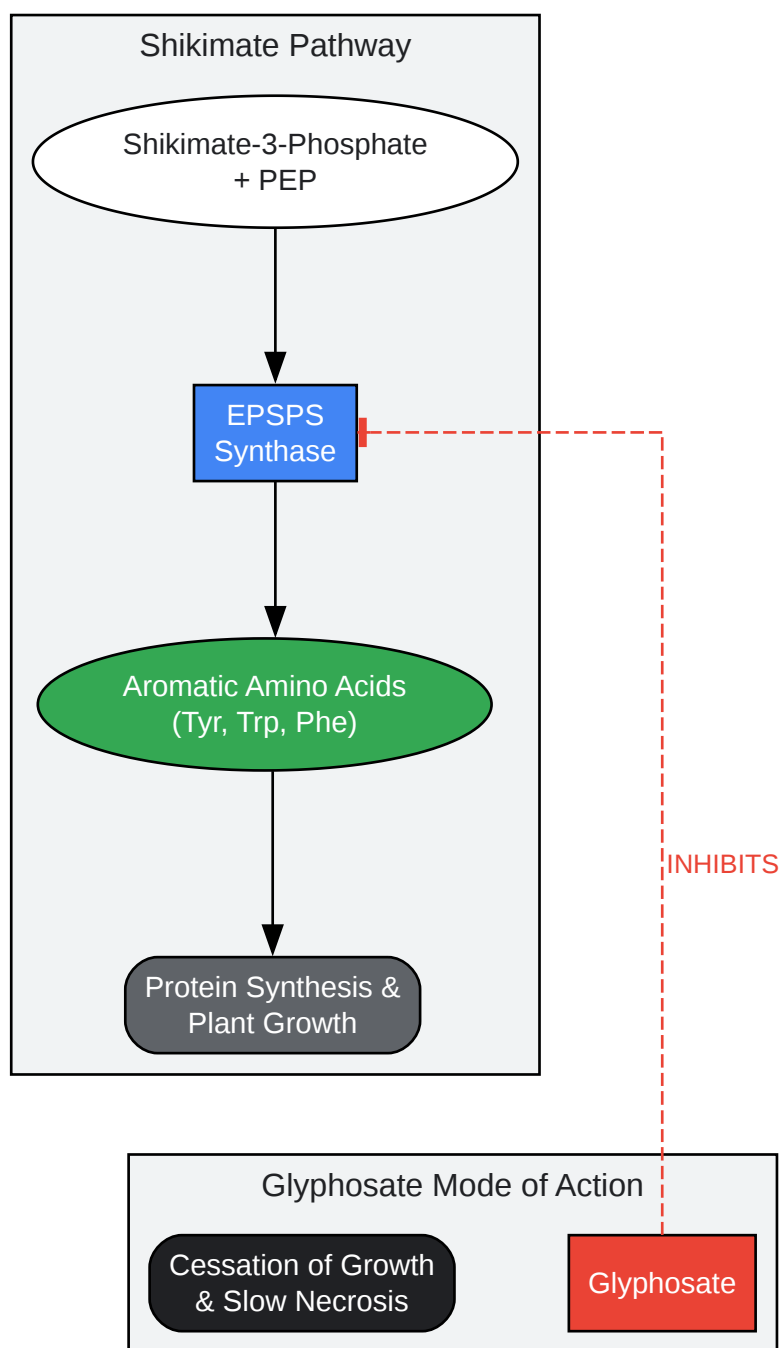 Shikimate Pathway
Shikimate-3-Phosphate
+ PEP
EPSPS
Synthase
Aromatic Amino Acids
(Tyr, Trp, Phe)
INHIBITS
Protein Synthesis &
Plant Growth
Glyphosate Mode of Action
Cessation of Growth
& Slow Necrosis
Glyphosate